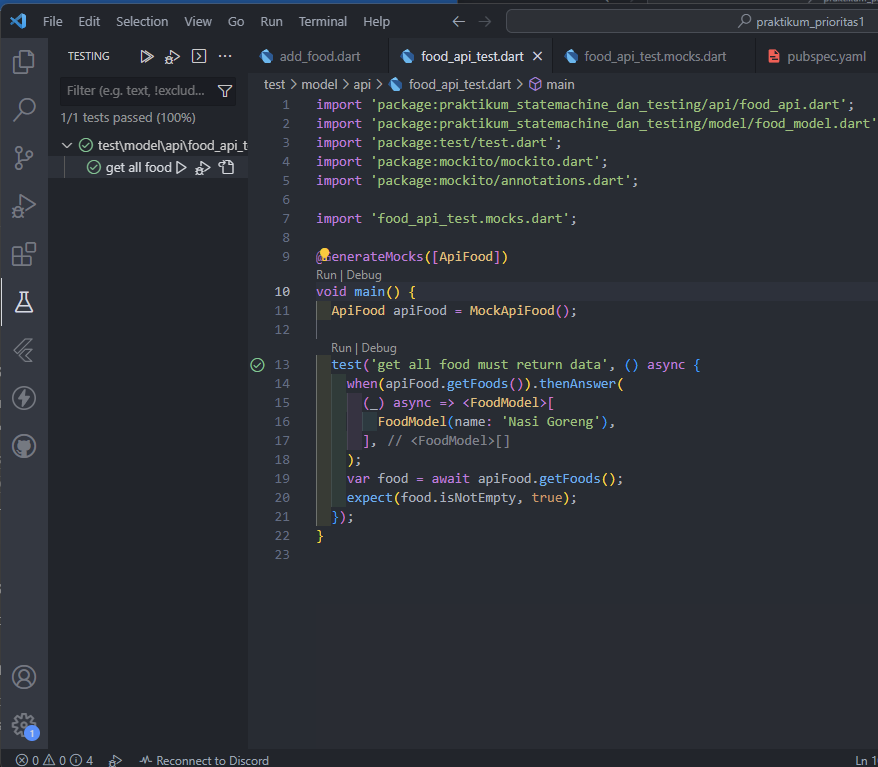 File Edit Selection View Go Run Terminal Help praktikum_prioritas1
TESTING
add_food.dart food_api_test.dart food_api_test.mocks.dart pubspec.yaml
Filter (e.g. text, !exclud...
1/1 tests passed (100%)
test\model\api\food_api_t
get all food
test > model > api > food_api_test.dart > main
1 import 'package:praktikum_statemachine_dan_testing/api/food_api.dart';
2 import 'package:praktikum_statemachine_dan_testing/model/food_model.dart'
3 import 'package:test/test.dart';
4 import 'package:mockito/mockito.dart';
5 import 'package:mockito/annotations.dart';
6
7 import 'food_api_test.mocks.dart';
8
9 @GenerateMocks([ApiFood])
Run | Debug
10 void main() {
11 ApiFood apiFood = MockApiFood();
12
Run | Debug
13 test('get all food must return data', () async {
14 when(apiFood.getFoods()).thenAnswer(
15 (_) async => <FoodModel>[
16 FoodModel(name: 'Nasi Goreng'),
17 ], // <FoodModel>[]
18 );
19 var food = await apiFood.getFoods();
20 expect(food.isNotEmpty, true);
21 });
22 }
23
1
0 0 4 Reconnect to Discord Ln 1